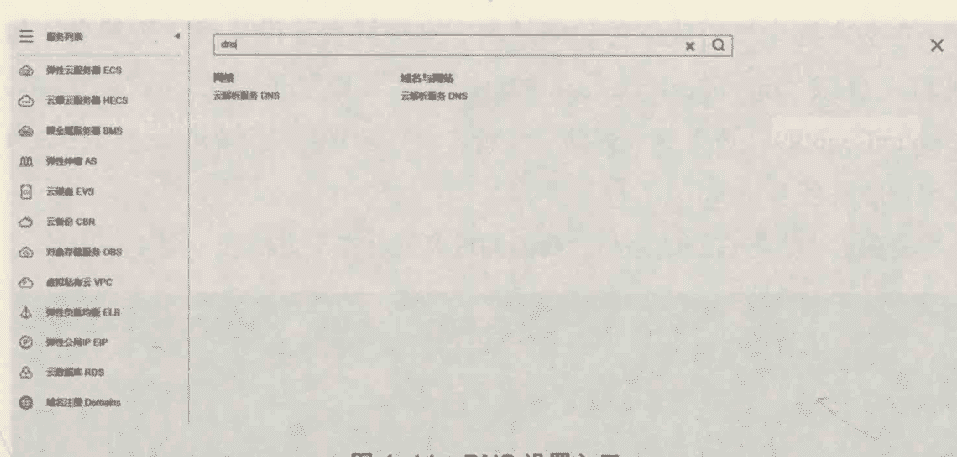 服务列表
dns
弹性云服务器 ECS
云耀云服务器 HECS
裸金属服务器 BMS
弹性伸缩 AS
云硬盘 EVS
云备份 CBR
对象存储服务 OBS
虚拟私有云 VPC
弹性负载均衡 ELB
弹性公网IP EIP
云数据库 RDS
域名注册 Domains
网络
云解析服务 DNS
域名与网站
云解析服务 DNS